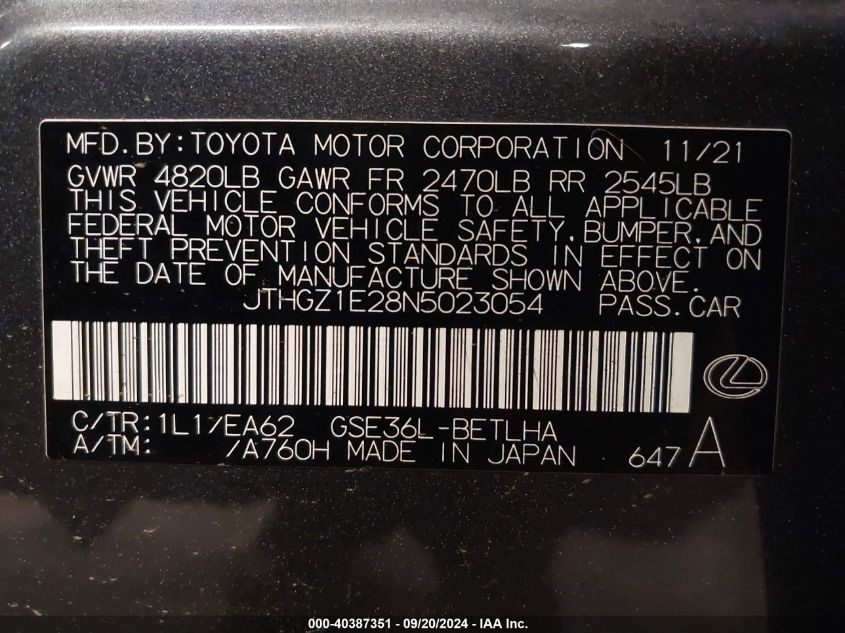 MFD.BY:TOYOTA MOTOR CORPORATION 11/21
GVWR 4820LB GAWR FR 2470LB RR 2545LB
THIS VEHICLE CONFORMS TO ALL APPLICABLE
FEDERAL MOTOR VEHICLE SAFETY,BUMPER,AND
THEFT PREVENTION STANDARDS IN EFFECT ON
THE DATE OF MANUFACTURE SHOWN ABOVE.
JTHGZ1E28N5023054 PASS.CAR
C/TR:1L1/EA62 GSE36L-BETLHA
A/TM: /A760H MADE IN JAPAN 647A
000-40387351 - 09/20/2024 - IAA Inc.